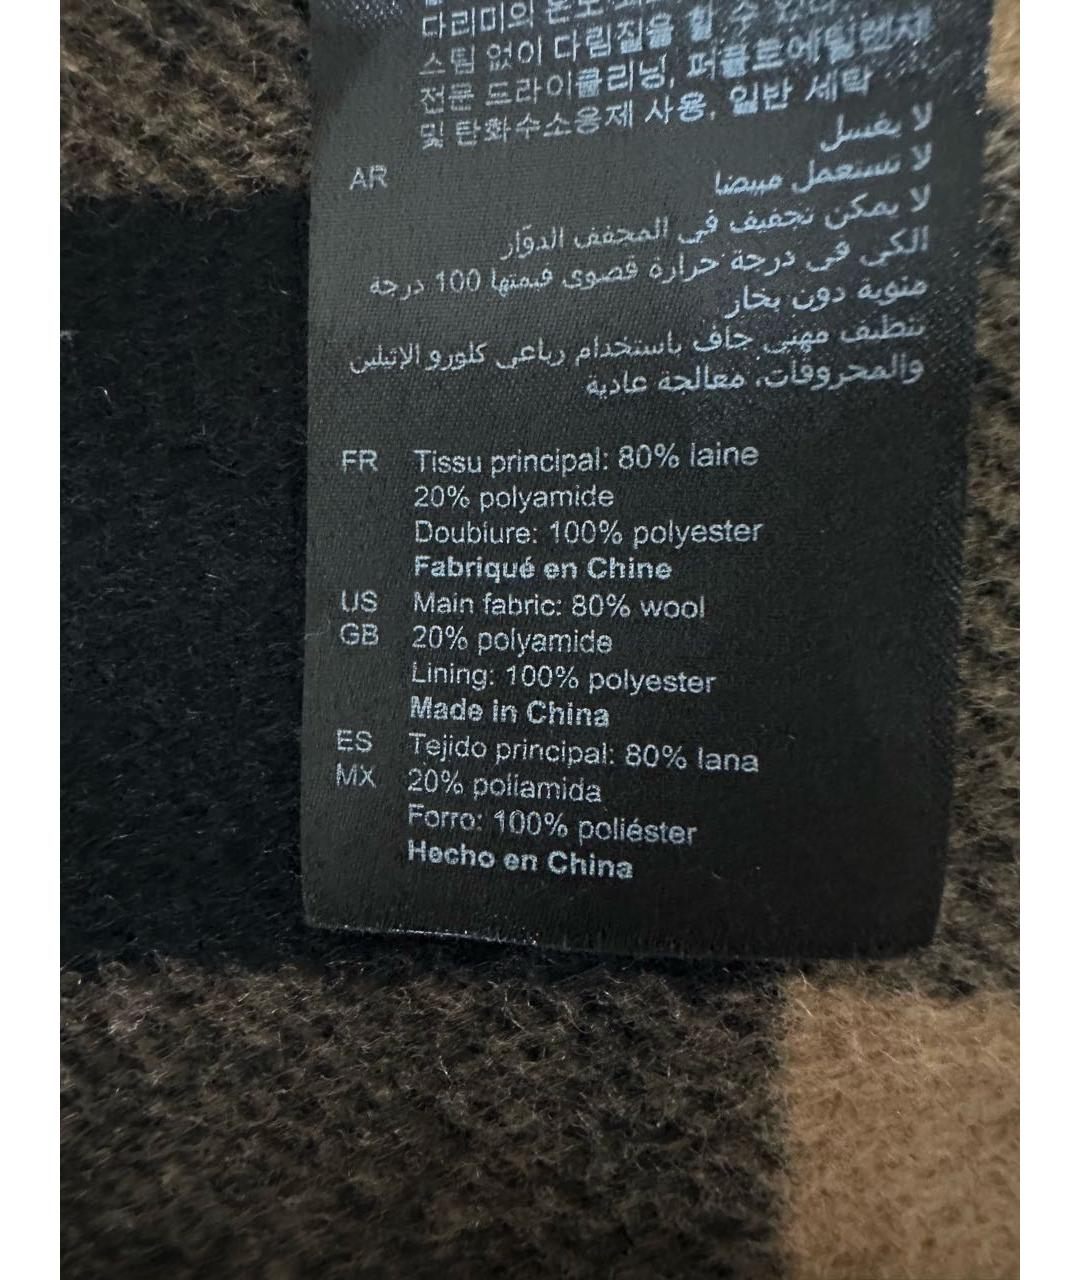 다리미의 온도
스팀 없이 다림질을 할 수 있다.
전문 드라이클리닝, 퍼클로에틸렌제
및 탄화수소용제 사용, 일반 세탁
AR
لا يغسل
لا تستعمل مبيضا
لا يمكن تجفيف في المجفف الدوّار
الكي في درجة حرارة قصوى قيمتها 100 درجة
مئوية دون بخار
تنظيف مهني جاف باستخدام رباعي كلورو الإثيلين
والمحروقات، معالجة عادية
FR Tissu principal: 80% laine
20% polyamide
Doublure: 100% polyester
Fabriqué en Chine
US Main fabric: 80% wool
GB 20% polyamide
Lining: 100% polyester
Made in China
ES Tejido principal: 80% lana
MX 20% poliamida
Forro: 100% poliéster
Hecho en China